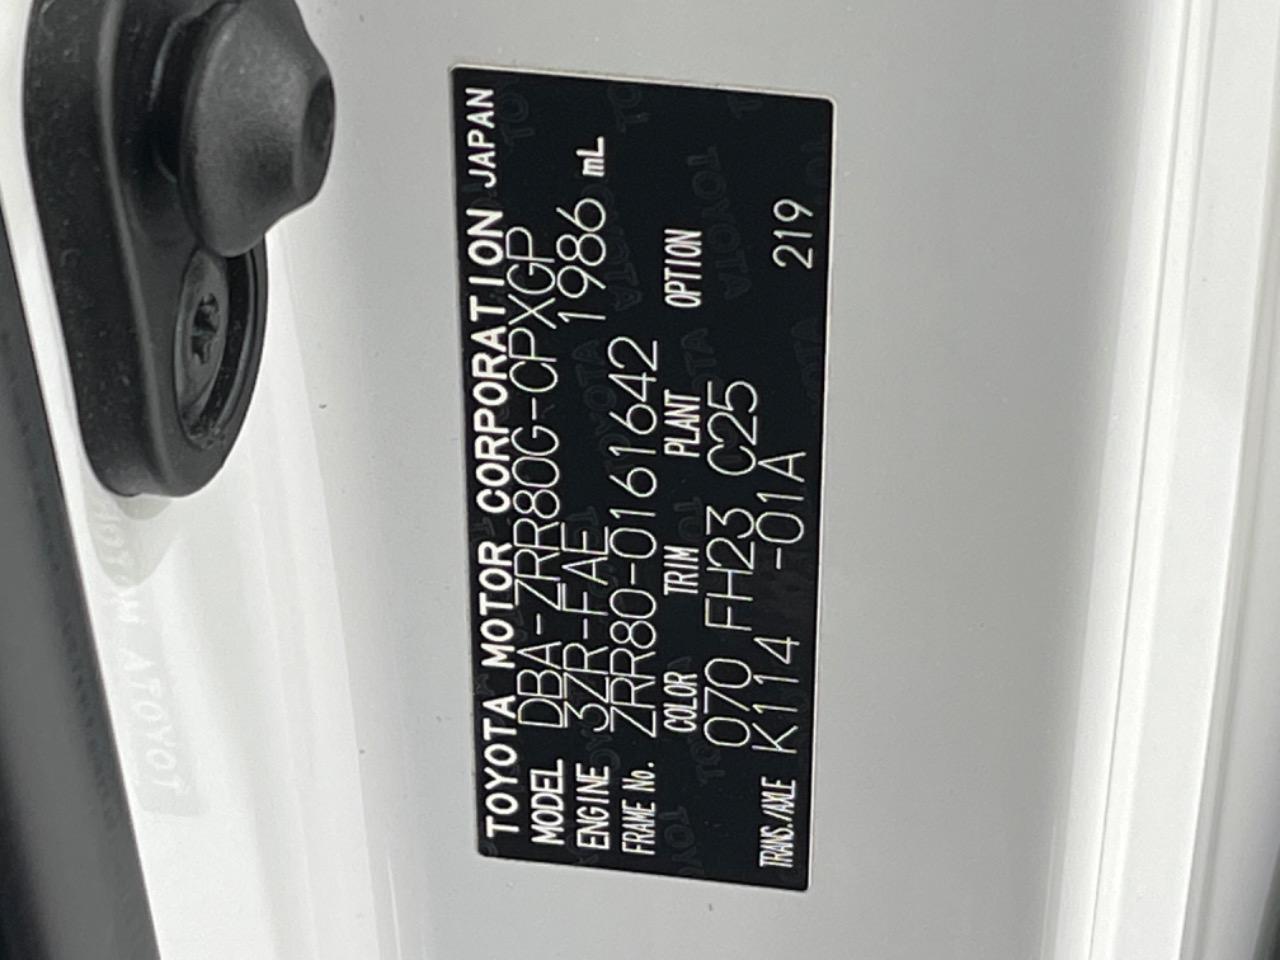 TOYOTA MOTOR CORPORATION JAPAN
MODEL DBA-ZRR80G-CPXGP
ENGINE 3ZR-FAE 1986 mL
FRAME No. ZRR80-0161642
COLOR TRIM PLANT OPTION
070 FH23 C25
TRANS./AXLE K114 -01A 219